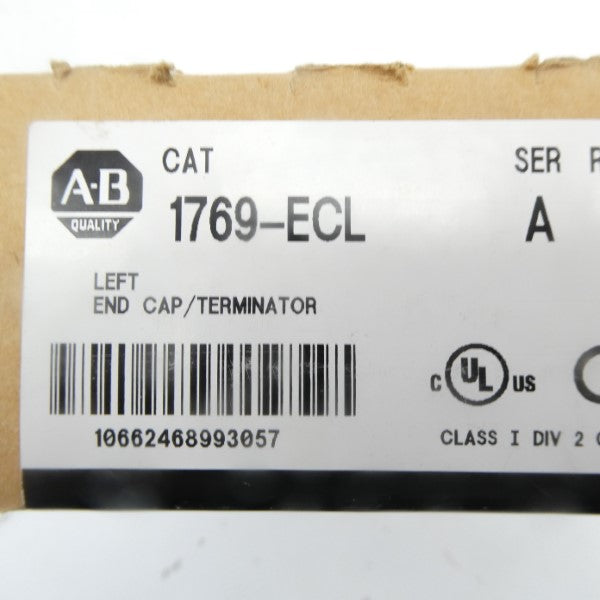 A-B
QUALITY
CAT
SER
1769-ECL
A
LEFT
END CAP/TERMINATOR
10662468993057
C UL US
CLASS I DIV 2